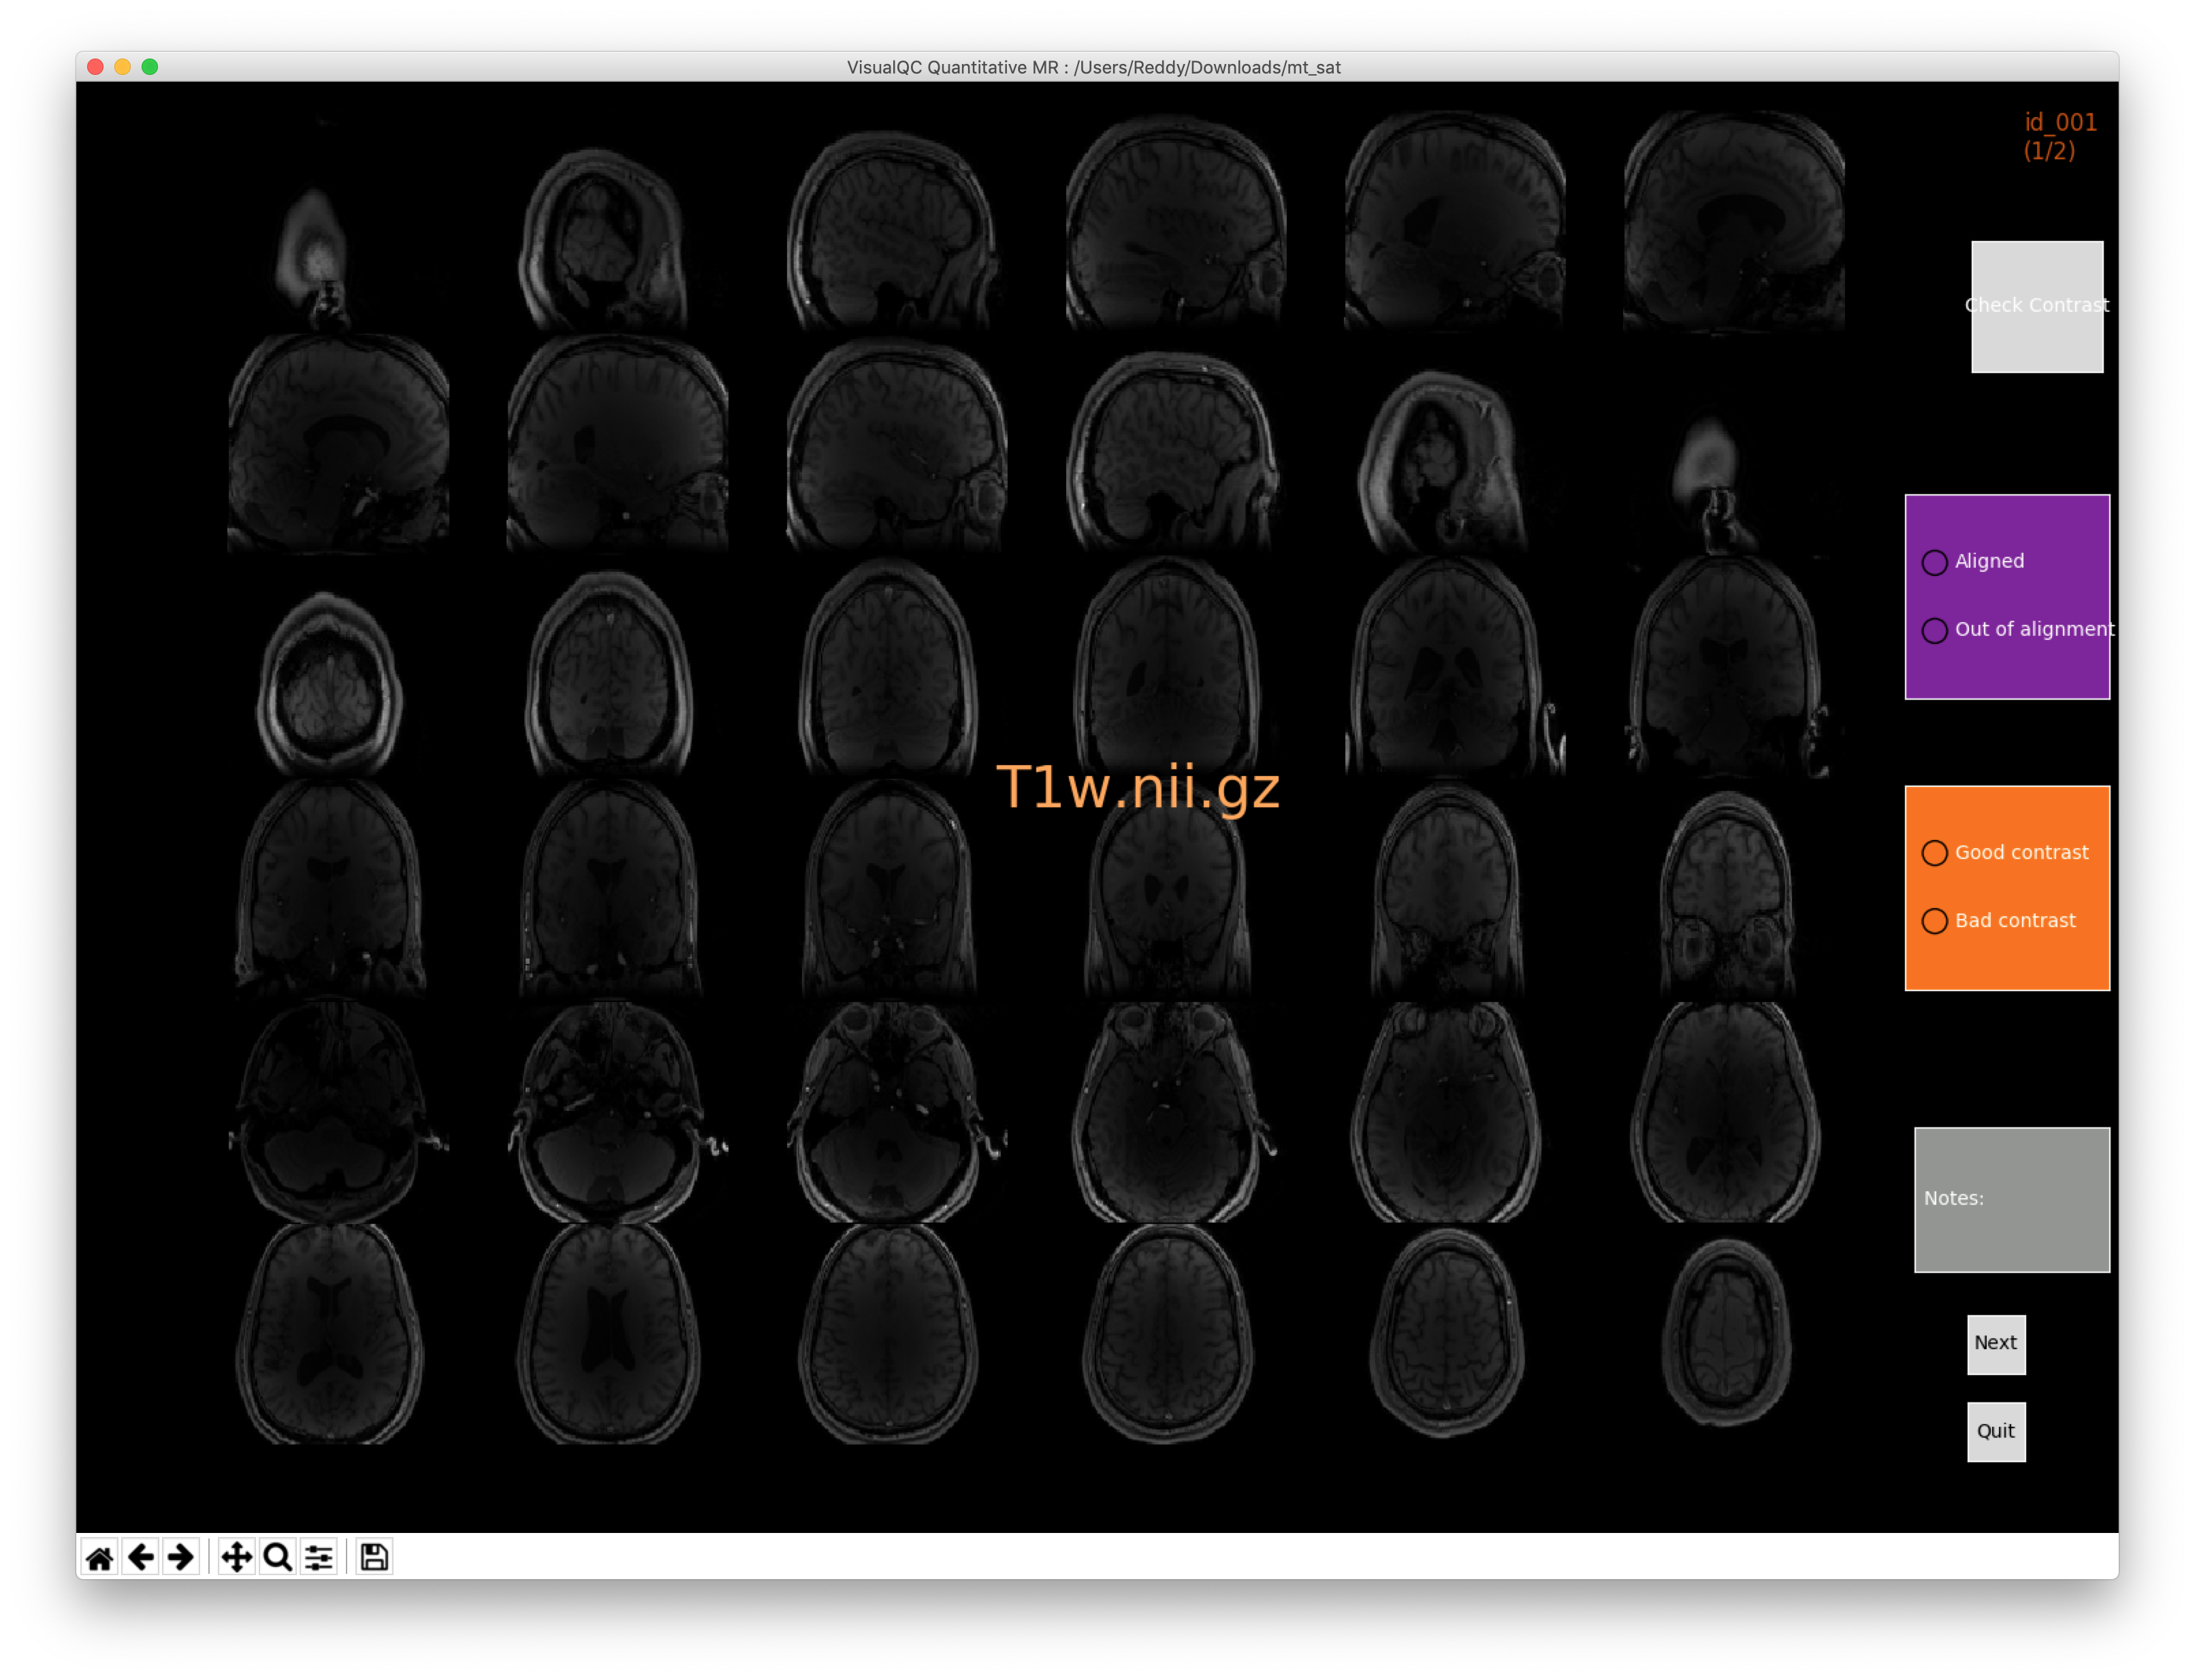 VisualQC Quantitative MR : /Users/Reddy/Downloads/mt_sat
id_001
(1/2)
Check Contrast
Aligned
Out of alignment
T1w.nii.gz
Good contrast
Bad contrast
Notes:
Next
Quit